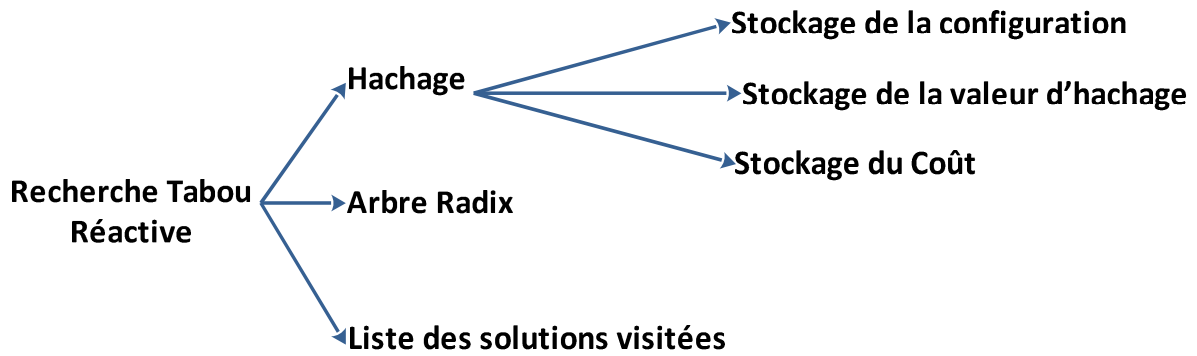 Stockage de la configuration
Hachage
Stockage de la valeur d’hachage
Stockage du Coût
Recherche Tabou
Réactive
Arbre Radix
Liste des solutions visitées